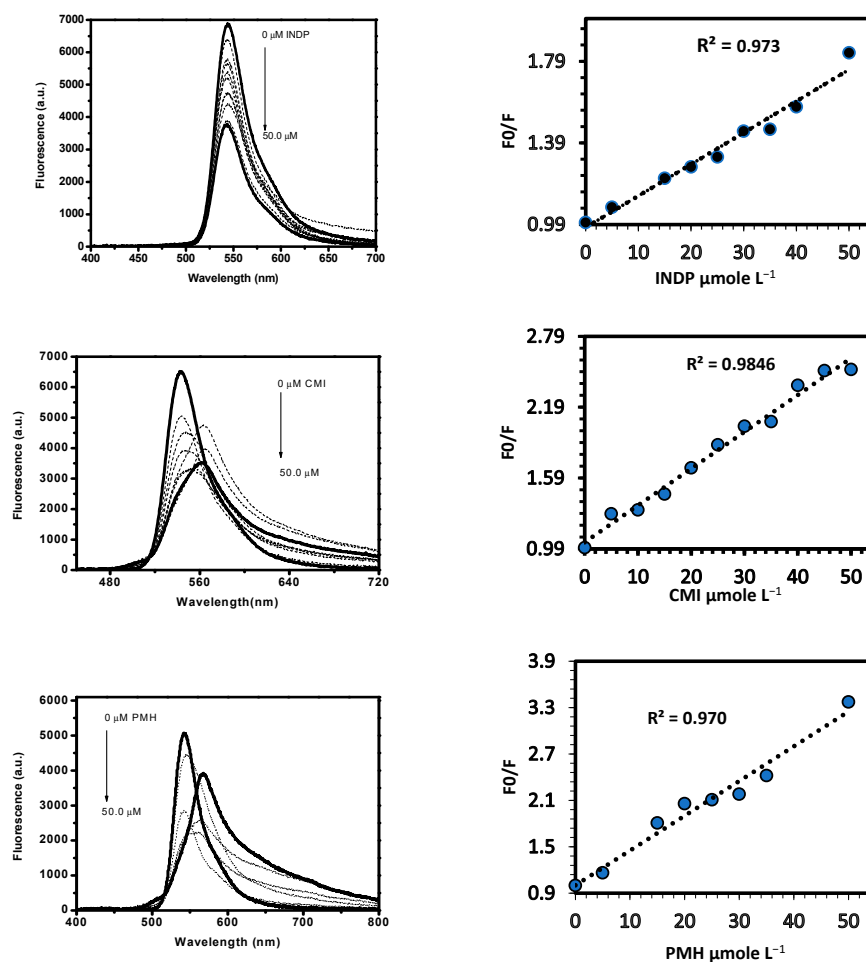 7000
6000
5000
4000
3000
2000
1000
0
400 450 500 550 600 650 700
Fluorescence (a.u.)
Wavelength (nm)
0 µM INDP
50.0 µM
1.79
1.39
0.99
0 10 20 30 40 50
F0/F
R² = 0.973
INDP µmole L⁻¹
7000
6000
5000
4000
3000
2000
1000
0
480 560 640 720
Fluorescence (a.u.)
Wavelength(nm)
0 µM CMI
50.0 µM
2.79
2.19
1.59
0.99
0 10 20 30 40 50
F0/F
R² = 0.9846
CMI µmole L⁻¹
6000
5000
4000
3000
2000
1000
0
400 500 600 700 800
Fluorescence (a.u.)
Wavelength (nm)
0 µM PMH
50.0 µM
3.9
3.3
2.7
2.1
1.5
0.9
0 10 20 30 40 50
F0/F
R² = 0.970
PMH µmole L⁻¹